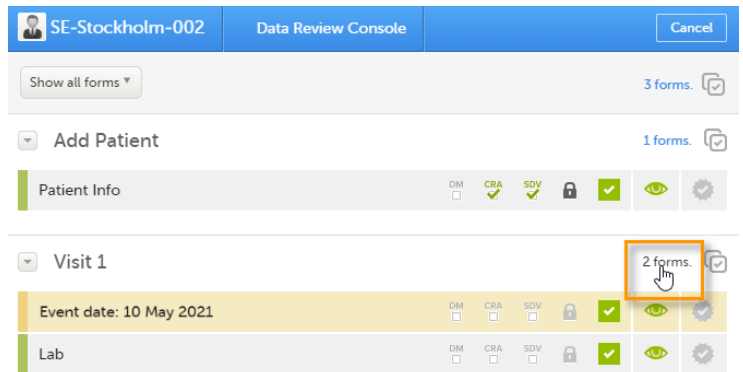 SE-Stockholm-002 Data Review Console Cancel
Show all forms 3 forms.
Add Patient 1 forms.
Patient Info DM CRA SDV
Visit 1 2 forms.
Event date: 10 May 2021 DM CRA SDV
Lab DM CRA SDV